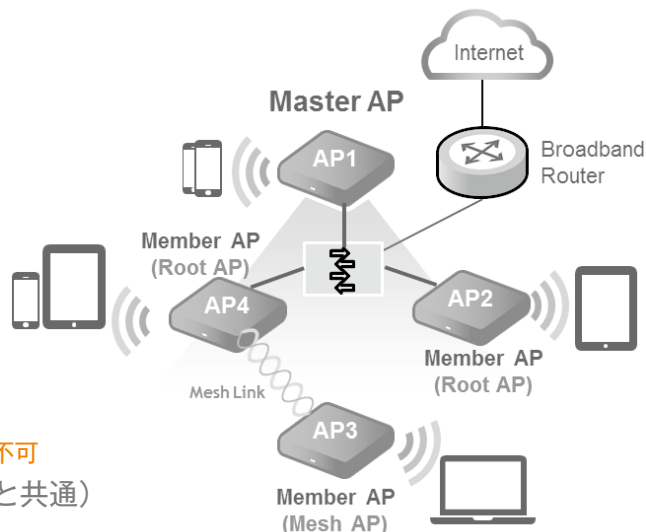 Internet
Master AP
AP1
Broadband
Router
Member AP
(Root AP)
AP4
AP2
Member AP
(Root AP)
Mesh Link
AP3
不可
と共通）
Member AP
(Mesh AP)